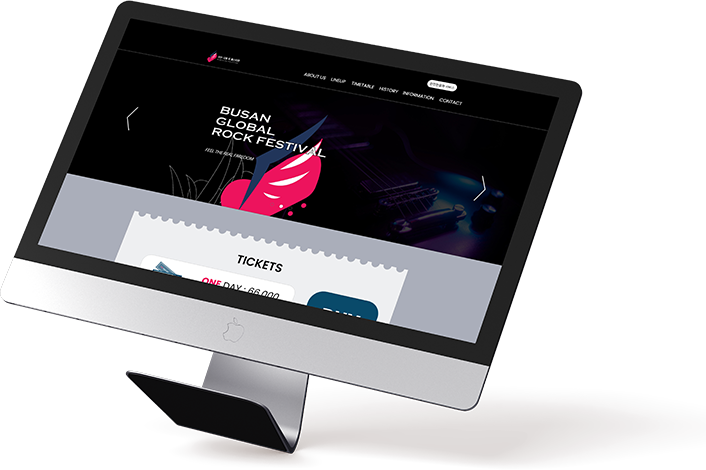 ABOUT US LINEUP TIMETABLE HISTORY INFORMATION CONTACT
BUSAN
GLOBAL
ROCK FESTIVAL
FEEL THE REAL FREEDOM
TICKETS
ONE DAY : 66,000